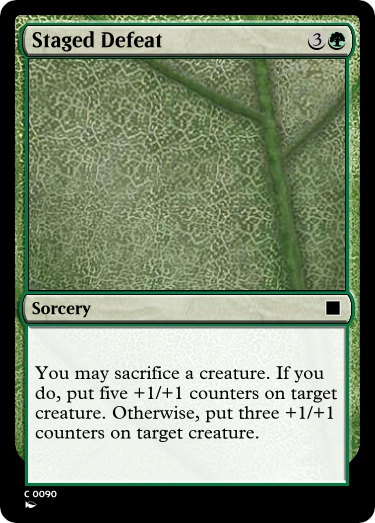 Staged Defeat 3
Sorcery
You may sacrifice a creature. If you
do, put five +1/+1 counters on target
creature. Otherwise, put three +1/+1
counters on target creature.
C 0090